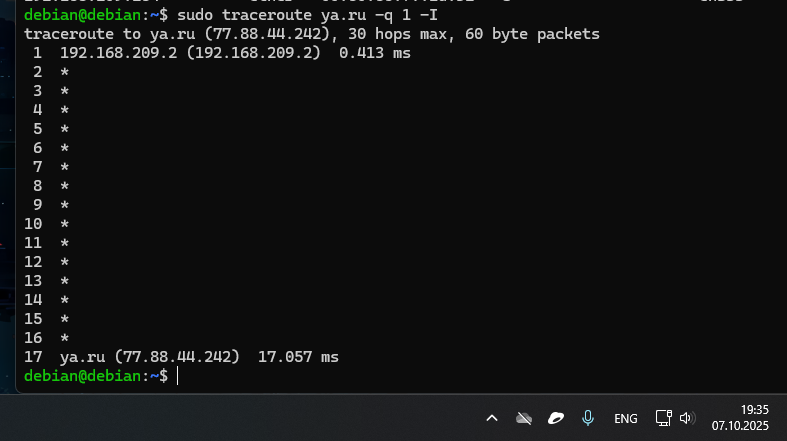 debian@debian:~$ sudo traceroute ya.ru -q 1 -I
traceroute to ya.ru (77.88.44.242), 30 hops max, 60 byte packets
1 192.168.209.2 (192.168.209.2) 0.413 ms
2 *
3 *
4 *
5 *
6 *
7 *
8 *
9 *
10 *
11 *
12 *
13 *
14 *
15 *
16 *
17 ya.ru (77.88.44.242) 17.057 ms
debian@debian:~$
ENG
19:35
07.10.2025